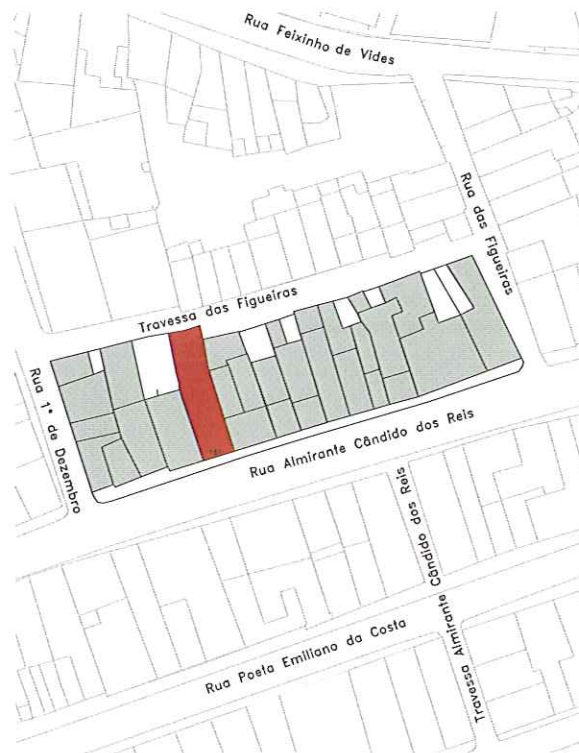 Rua Feixinho de Vides
Rua das Figueiras
Travessa das Figueiras
Rua 1º de Dezembro
Rua Almirante Cândido dos Reis
Travessa Almirante Cândido dos Reis
Rua Poeta Emiliano da Costa